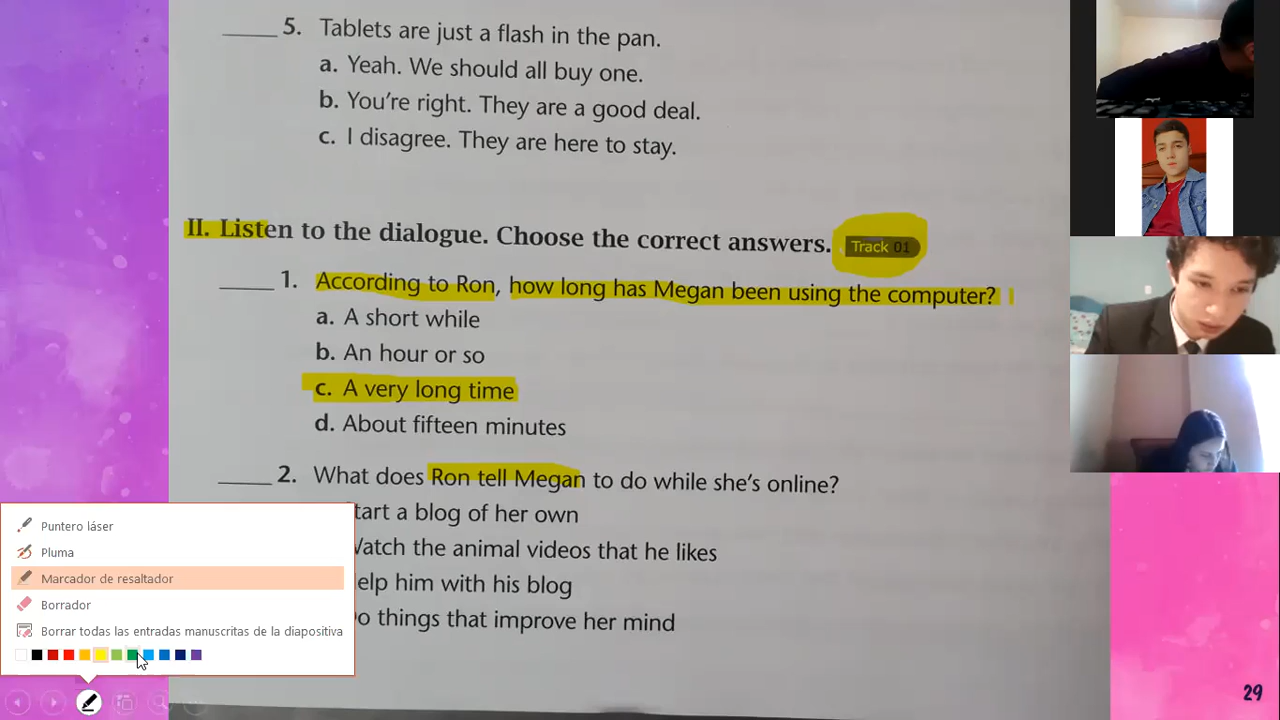 5. Tablets are just a flash in the pan.
a. Yeah. We should all buy one.
b. You're right. They are a good deal.
c. I disagree. They are here to stay.
II. Listen to the dialogue. Choose the correct answers. Track 01
1. According to Ron, how long has Megan been using the computer?
a. A short while
b. An hour or so
c. A very long time
d. About fifteen minutes
2. What does Ron tell Megan to do while she's online?
tart a blog of her own
Watch the animal videos that he likes
elp him with his blog
Do things that improve her mind
Puntero láser
Pluma
Marcador de resaltador
Borrador
Borrar todas las entradas manuscritas de la diapositiva
29